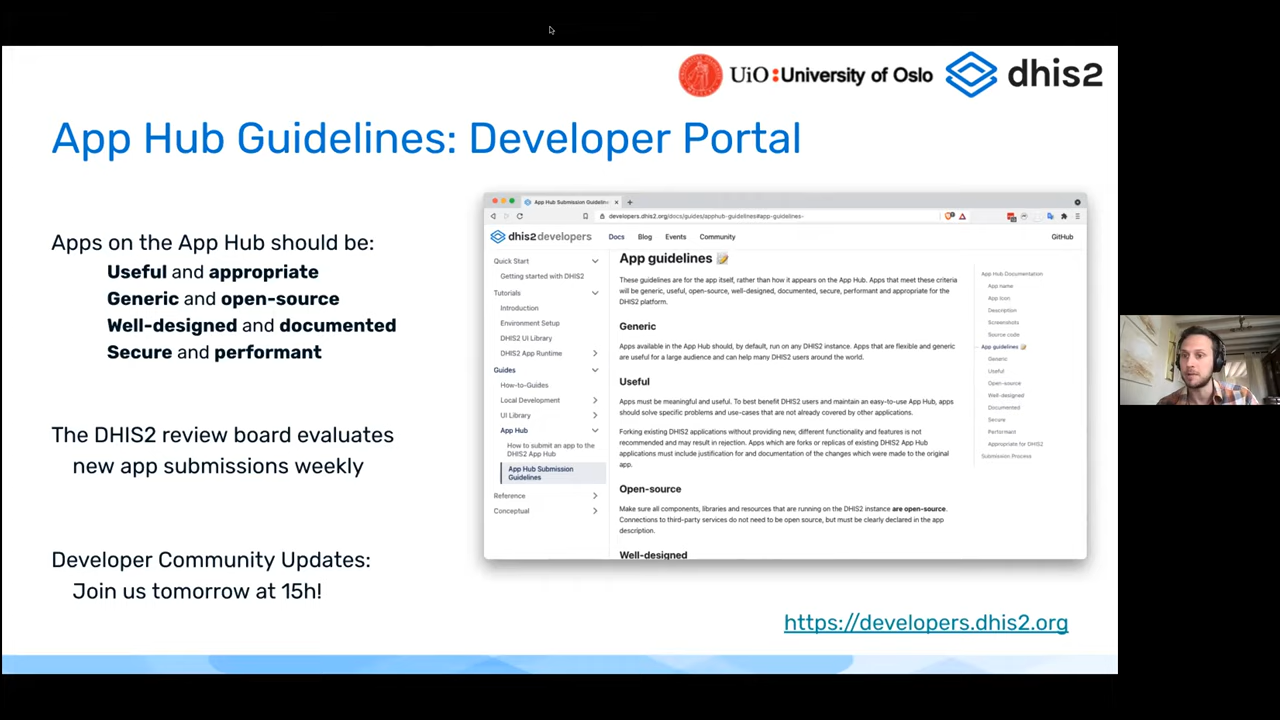 UiO : University of Oslo
dhis2
App Hub Guidelines: Developer Portal
Apps on the App Hub should be:
Useful and appropriate
Generic and open-source
Well-designed and documented
Secure and performant
The DHIS2 review board evaluates
new app submissions weekly
Developer Community Updates:
Join us tomorrow at 15h!
App Hub Submission Guidelin
developers.dhis2.org/docs/guides/apphub-guidelines#app-guidelines-
dhis2developers
Docs
Blog
Events
Community
GitHub
Quick Start
Getting started with DHIS2
Tutorials
Introduction
Environment Setup
DHIS2 UI Library
DHIS2 App Runtime
Guides
How-to-Guides
Local Development
UI Library
App Hub
How to submit an app to the
DHIS2 App Hub
App Hub Submission
Guidelines
Reference
Conceptual
App guidelines
These guidelines are for the app itself, rather than how it appears on the App Hub. Apps that meet these criteria
will be generic, useful, open-source, well-designed, documented, secure, performant and appropriate for the
DHIS2 platform.
Generic
Apps available in the App Hub should, by default, run on any DHIS2 instance. Apps that are flexible and generic
are useful for a large audience and can help many DHIS2 users around the world.
Useful
Apps must be meaningful and useful. To best benefit DHIS2 users and maintain an easy-to-use App Hub, apps
should solve specific problems and use-cases that are not already covered by other applications.
Forking existing DHIS2 applications without providing new, different functionality and features is not
recommended and may result in rejection. Apps which are forks or replicas of existing DHIS2 App Hub
applications must include justification for and documentation of the changes which were made to the original
app.
Open-source
Make sure all components, libraries and resources that are running on the DHIS2 instance are open-source.
Connections to third-party services do not need to be open source, but must be clearly declared in the app
description.
Well-designed
App Hub Documentation
App name
App icon
Description
Screenshots
Source code
App guidelines
Generic
Useful
Open-source
Well-designed
Documented
Secure
Performant
Appropriate for DHIS2
Submission Process
https://developers.dhis2.org